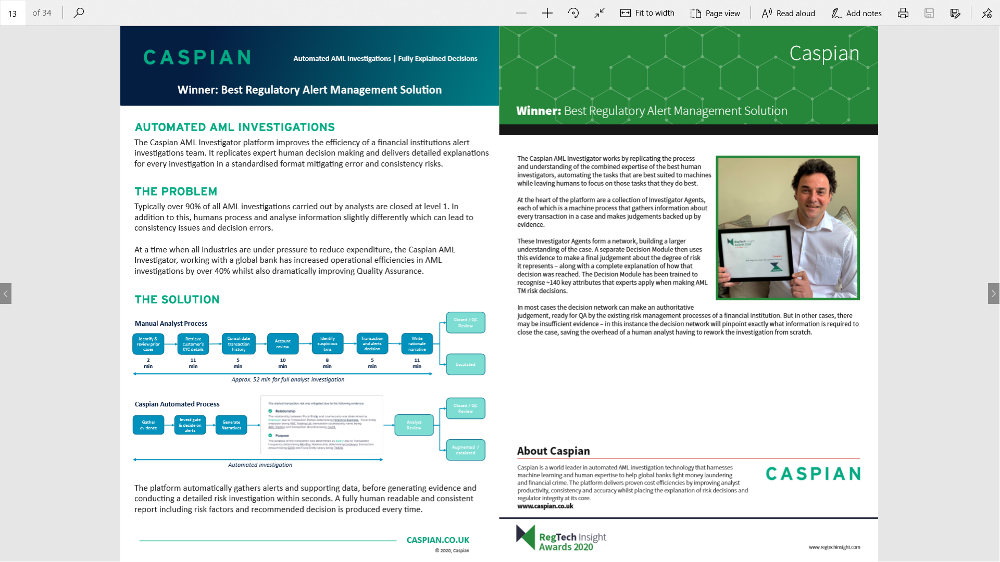 13
of 34
Fit to width
Page view
Read aloud
Add notes
CASPIAN
Automated AML Investigations | Fully Explained Decisions
Winner: Best Regulatory Alert Management Solution
AUTOMATED AML INVESTIGATIONS
The Caspian AML Investigator platform improves the efficiency of a financial institutions alert
investigations team. It replicates expert human decision making and delivers detailed explanations
for every investigation in a standardised format mitigating error and consistency risks.
THE PROBLEM
Typically over 90% of all AML investigations carried out by analysts are closed at level 1. In
addition to this, humans process and analyse information slightly differently which can lead to
consistency issues and decision errors.
At a time when all industries are under pressure to reduce expenditure, the Caspian AML
Investigator, working with a global bank has increased operational efficiencies in AML
investigations by over 40% whilst also dramatically improving Quality Assurance.
THE SOLUTION
Manual Analyst Process
Identify &
review prior
cases
Retrieve
customer's
KYC details
Consolidate
transaction
history
Account
review
Identify
suspicious
txns
Transaction
and alerts
decision
Write
rationale
narrative
Closed / QC
Review
Escalated
2
min
11
min
5
min
10
min
8
min
5
min
11
min
Approx. 52 min for full analyst investigation
Caspian Automated Process
Gather
evidence
Investigate
& decide on
alerts
Generate
Narratives
The alerted transaction risk was mitigated due to the following evidence:
Relationship
The relationship between Focal Entity and counterparty was determined as
Employer due to Transaction Parties determining Person to Business, Focal Entity
employer being ABC Trading Ltd, transaction counterparty name being
ABC Trading and transaction direction being credit.
Purpose
The purpose of the transaction was determined as Salary due to Transaction
Frequency determining Monthly, Relationship determining Employer, transaction
amount being 6200 and Focal Entity salary being 74400.
Analyst
Review
Closed / QC
Review
Augmented /
escalated
Automated investigation
The platform automatically gathers alerts and supporting data, before generating evidence and
conducting a detailed risk investigation within seconds. A fully human readable and consistent
report including risk factors and recommended decision is produced every time.
CASPIAN.CO.UK
© 2020, Caspian
Caspian
Winner: Best Regulatory Alert Management Solution
The Caspian AML Investigator works by replicating the process
and understanding of the combined expertise of the best human
investigators, automating the tasks that are best suited to machines
while leaving humans to focus on those tasks that they do best.
At the heart of the platform are a collection of Investigator Agents,
each of which is a machine process that gathers information about
every transaction in a case and makes judgements backed up by
evidence.
These Investigator Agents form a network, building a larger
understanding of the case. A separate Decision Module then uses
this evidence to make a final judgement about the degree of risk
it represents – along with a complete explanation of how that
decision was reached. The Decision Module has been trained to
recognise ~140 key attributes that experts apply when making AML
TM risk decisions.
In most cases the decision network can make an authoritative
judgement, ready for QA by the existing risk management processes of a financial institution. But in other cases, there
may be insufficient evidence – in this instance the decision network will pinpoint exactly what information is required to
close the case, saving the overhead of a human analyst having to rework the investigation from scratch.
RegTech Insight
Awards 2020
Caspian
About Caspian
Caspian is a world leader in automated AML investigation technology that harnesses
machine learning and human expertise to help global banks fight money laundering
and financial crime. The platform delivers proven cost efficiencies by improving analyst
productivity, consistency and accuracy whilst placing the explanation of risk decisions and
regulator integrity at its core.
www.caspian.co.uk
CASPIAN
RegTech Insight
Awards 2020
www.regtechinsight.com